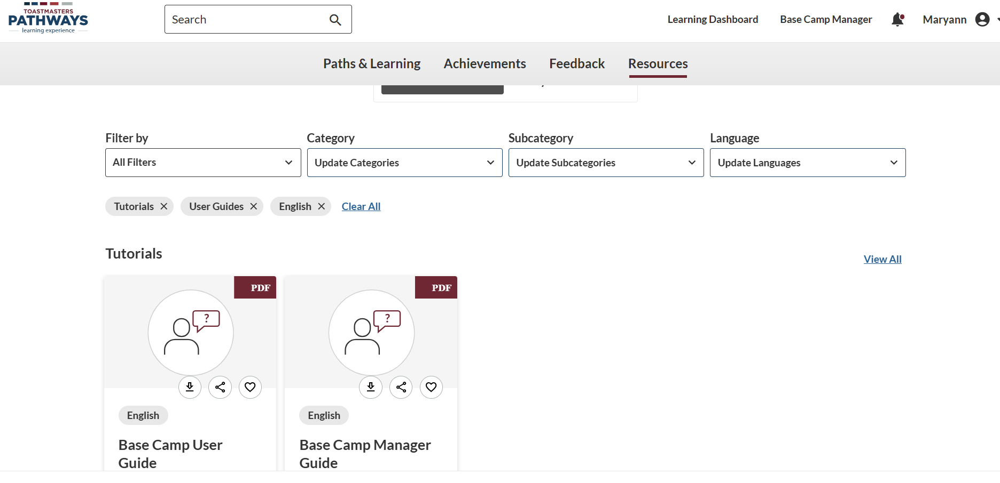 TOASTMASTERS
PATHWAYS
learning experience
Search
Learning Dashboard
Base Camp Manager
Maryann
Paths & Learning
Achievements
Feedback
Resources
Filter by
Category
Subcategory
Language
All Filters
Update Categories
Update Subcategories
Update Languages
Tutorials
User Guides
English
Clear All
Tutorials
View All
PDF
?
English
Base Camp User
Guide
PDF
?
English
Base Camp Manager
Guide